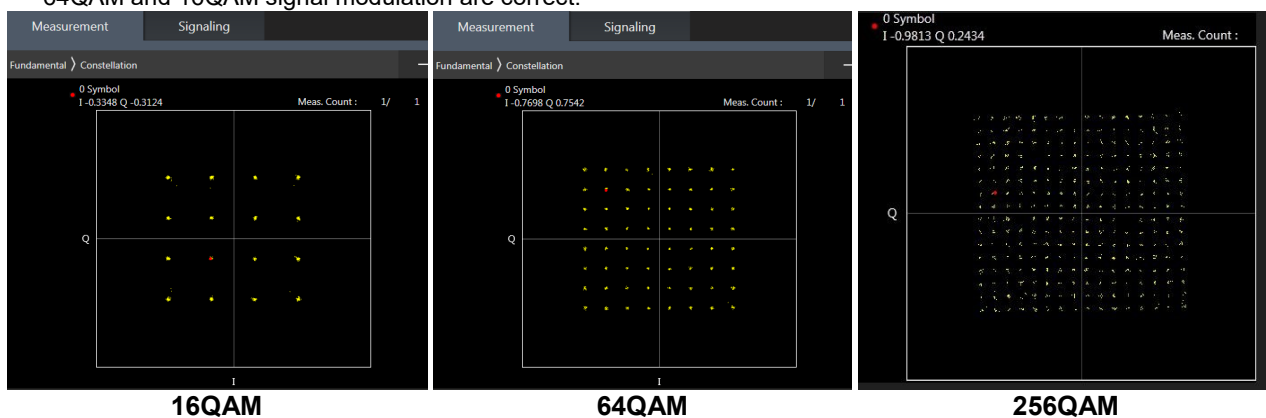 64QAM and 16QAM signal modulation are correct.
Measurement Signaling
Fundamental 〉 Constellation
0 Symbol
I -0.3348 Q -0.3124 Meas. Count : 1/ 1
Q
I
16QAM
Measurement Signaling
Fundamental 〉 Constellation
0 Symbol
I -0.7698 Q 0.7542 Meas. Count : 1/ 1
Q
I
64QAM
0 Symbol
I -0.9813 Q 0.2434 Meas. Count :
Q
256QAM